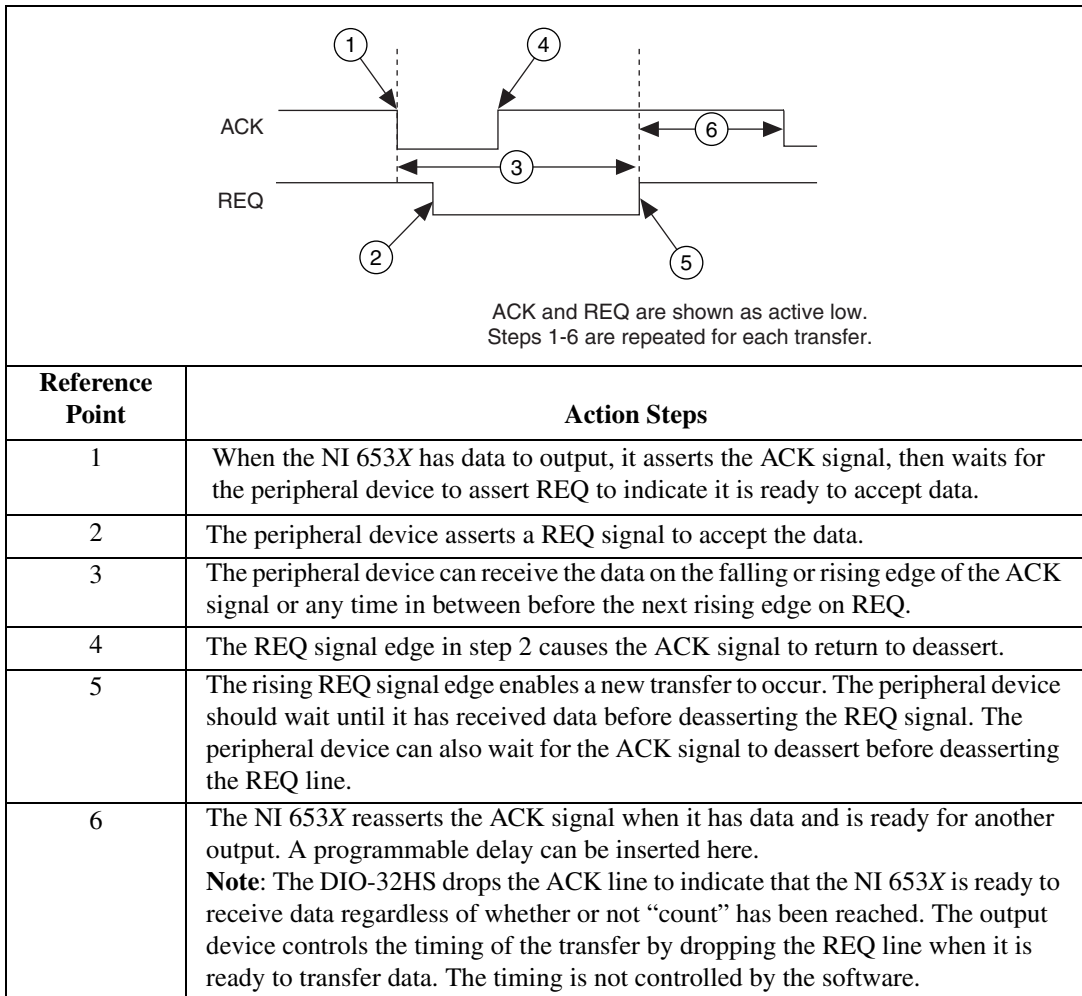 1
4
ACK
6
3
REQ
2
5
ACK and REQ are shown as active low.
Steps 1-6 are repeated for each transfer.
Reference
Point
Action Steps
1
When the NI 653X has data to output, it asserts the ACK signal, then waits for
the peripheral device to assert REQ to indicate it is ready to accept data.
2
The peripheral device asserts a REQ signal to accept the data.
3
The peripheral device can receive the data on the falling or rising edge of the ACK
signal or any time in between before the next rising edge on REQ.
4
The REQ signal edge in step 2 causes the ACK signal to return to deassert.
5
The rising REQ signal edge enables a new transfer to occur. The peripheral device
should wait until it has received data before deasserting the REQ signal. The
peripheral device can also wait for the ACK signal to deassert before deasserting
the REQ line.
6
The NI 653X reasserts the ACK signal when it has data and is ready for another
output. A programmable delay can be inserted here.
Note: The DIO-32HS drops the ACK line to indicate that the NI 653X is ready to
receive data regardless of whether or not “count” has been reached. The output
device controls the timing of the transfer by dropping the REQ line when it is
ready to transfer data. The timing is not controlled by the software.